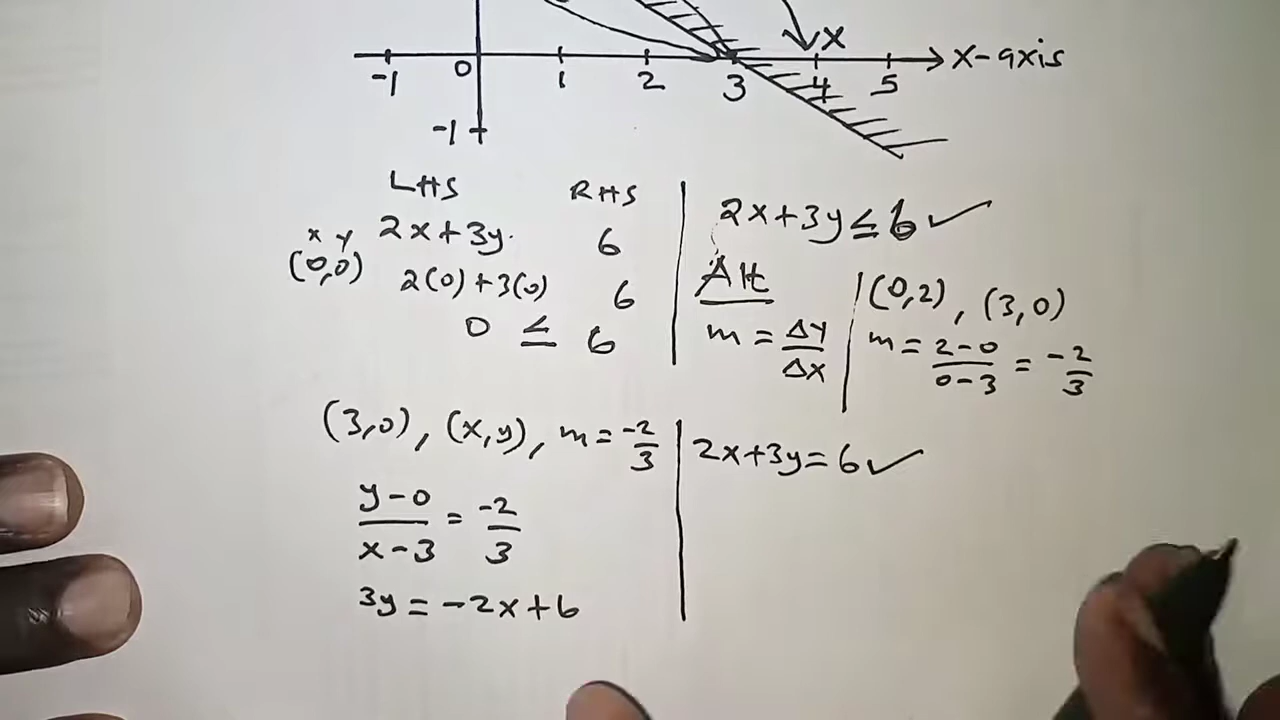 X
X-axis
-1 0 1 2 3 4 5
-1
LHS RHS
x y 2x+3y 6
(0,0) 2(0)+3(0) 6
0 ≤ 6
2x+3y≤6 ✓
Alt
m = Δy/Δx
(0,2), (3,0)
m = 2-0/0-3 = -2/3
(3,0), (x,y), m = -2/3
y-0/x-3 = -2/3
3y = -2x+6
2x+3y=6 ✓